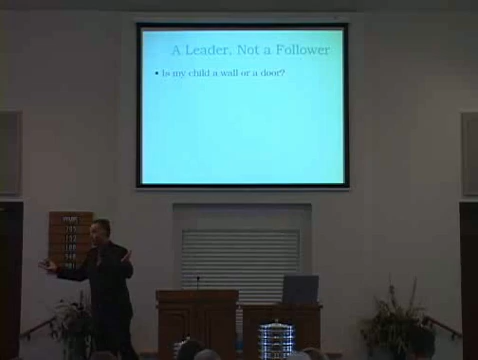 A Leader, Not a Follower
• Is my child a wall or a door?